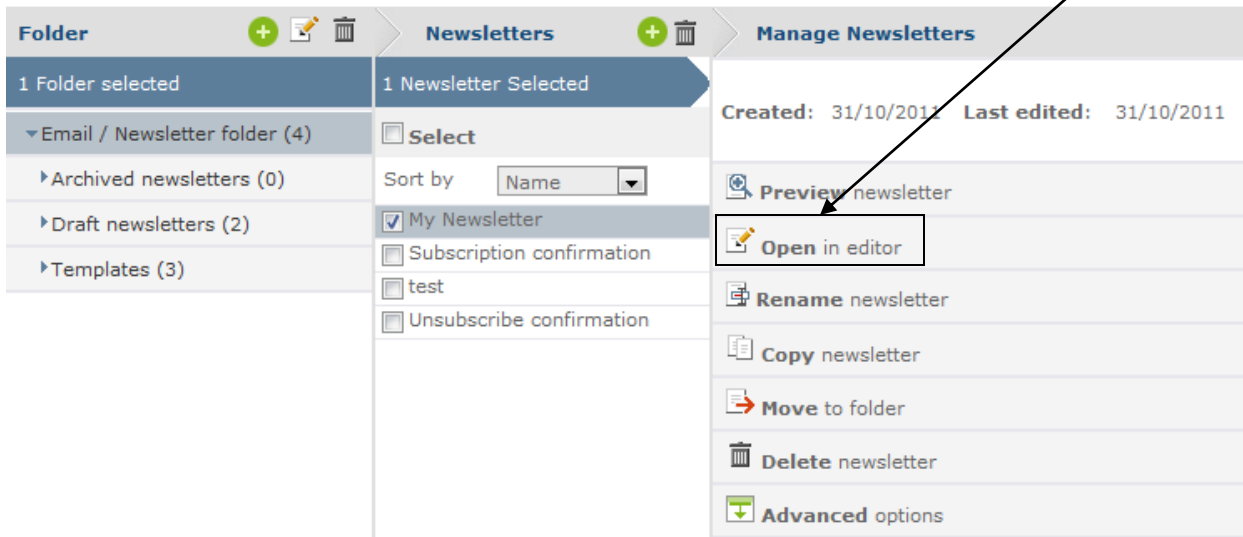 Folder
1 Folder selected
Email / Newsletter folder (4)
Archived newsletters (0)
Draft newsletters (2)
Templates (3)
Newsletters
1 Newsletter Selected
Select
Sort by Name
My Newsletter
Subscription confirmation
test
Unsubscribe confirmation
Manage Newsletters
Created: 31/10/2011 Last edited: 31/10/2011
Preview newsletter
Open in editor
Rename newsletter
Copy newsletter
Move to folder
Delete newsletter
Advanced options